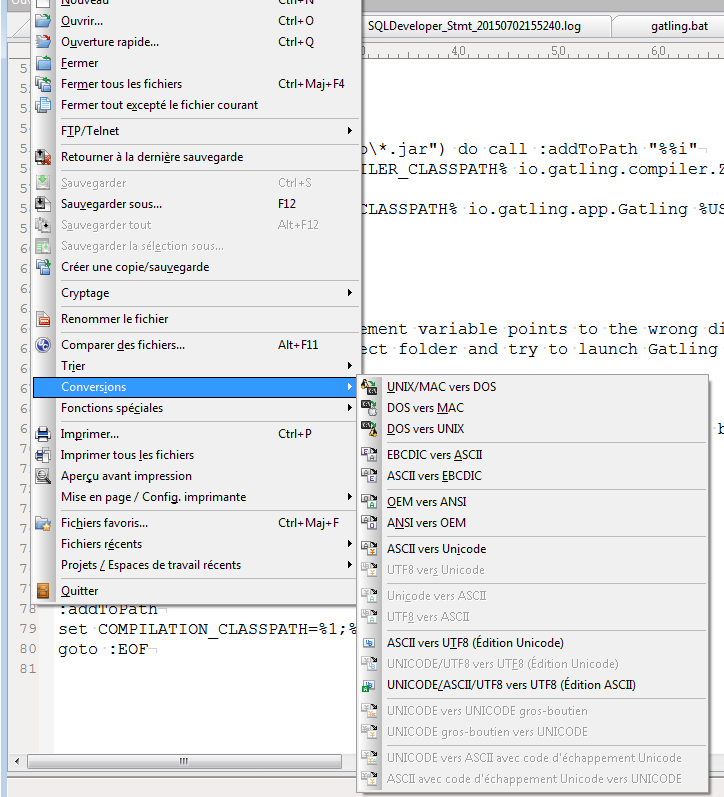 Nouveau Ctrl+N
Ouvrir... Ctrl+O
Ouverture rapide... Ctrl+Q
Fermer
Fermer tous les fichiers Ctrl+Maj+F4
Fermer tout excepté le fichier courant
FTP/Telnet
Retourner à la dernière sauvegarde
Sauvegarder Ctrl+S
Sauvegarder sous... F12
Sauvegarder tout Alt+F12
Sauvegarder la sélection sous...
Créer une copie/sauvegarde
Cryptage
Renommer le fichier
Comparer des fichiers... Alt+F11
Trier
Conversions
Fonctions spéciales
Imprimer... Ctrl+P
Imprimer tous les fichiers
Aperçu avant impression
Mise en page / Config. imprimante
Fichiers favoris... Ctrl+Maj+F
Fichiers récents
Projets / Espaces de travail récents
Quitter
SQLDeveloper_Stmt_20150702155240.log gatling.bat
40 50 60
\*.jar") do call :addToPath "%%i"
ILER_CLASSPATH% io.gatling.compiler.Z
CLASSPATH% io.gatling.app.Gatling %US
ement variable points to the wrong di
ect folder and try to launch Gatling
b
UNIX/MAC vers DOS
DOS vers MAC
DOS vers UNIX
EBCDIC vers ASCII
ASCII vers EBCDIC
OEM vers ANSI
ANSI vers OEM
ASCII vers Unicode
UTF8 vers Unicode
Unicode vers ASCII
UTF8 vers ASCII
ASCII vers UTF8 (Édition Unicode)
UNICODE/UTF8 vers UTF8 (Édition Unicode)
UNICODE/ASCII/UTF8 vers UTF8 (Édition ASCII)
UNICODE vers UNICODE gros-boutien
UNICODE gros-boutien vers UNICODE
UNICODE vers ASCII avec code d'échappement Unicode
ASCII avec code d'échappement Unicode vers UNICODE
78 :addToPath
79 set COMPILATION_CLASSPATH=%1;%
80 goto :EOF
81